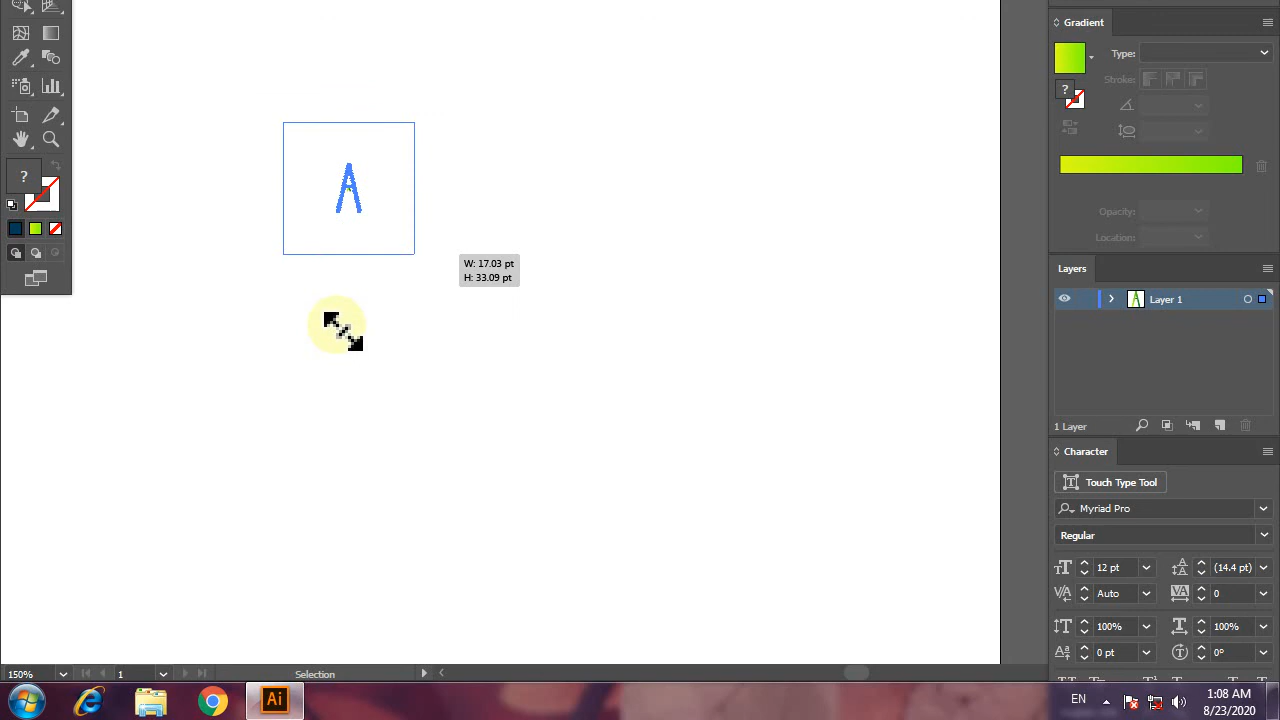 Gradient
Type:
Stroke:
?
Opacity:
Location:
A
?
W: 17.03 pt
H: 33.09 pt
Layers
Layer 1
1 Layer
Character
Touch Type Tool
Myriad Pro
Regular
12 pt
(14.4 pt)
Auto
0
100%
100%
0 pt
0°
150%
1
Selection
Ai
EN
1:08 AM
8/23/2020